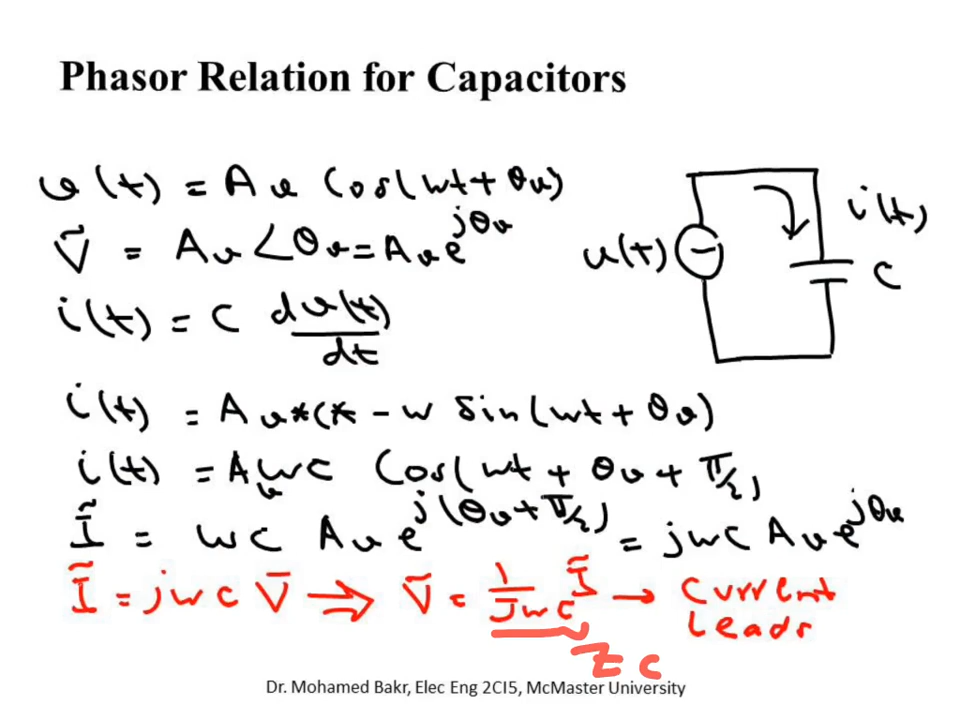 Phasor Relation for Capacitors
v(t) = Av Cos(wt + θv)
Ṽ = Av∠θv = Av e^jθv
i(t) = C dv(t)/dt
i(t) = Av*C* - w Sin(wt + θv)
i(t) = Av wC Cos(wt + θv + π/2)
Ĩ = wC Av e^j(θv + π/2) = jwC Av e^jθv
Ĩ = jwC V̄ ⇒ V̄ = 1/jwC Ĩ → Current Leads
ZC
v(t)
i(t)
C
Dr. Mohamed Bakr, Elec Eng 2CI5, McMaster University